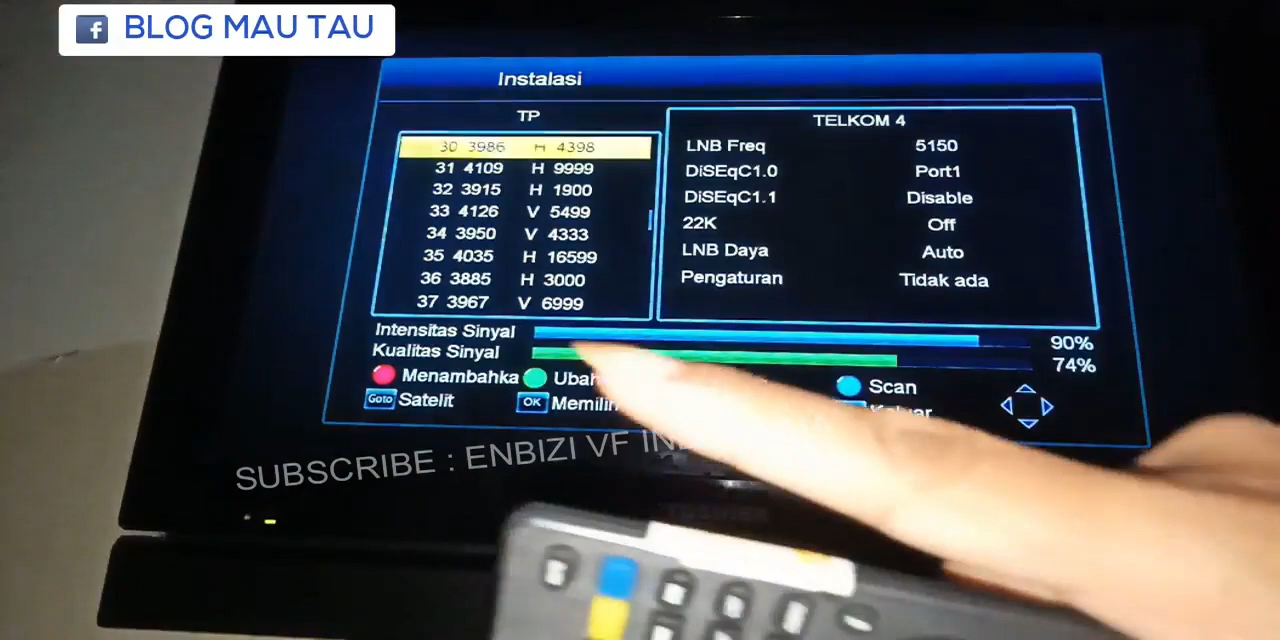 BLOG MAU TAU
Instalasi
TP
30 3986 H 4398
31 4109 H 9999
32 3915 H 1900
33 4126 V 5499
34 3950 V 4333
35 4035 H 16599
36 3885 H 3000
37 3967 V 6999
TELKOM 4
LNB Freq 5150
DiSEqC1.0 Port1
DiSEqC1.1 Disable
22K Off
LNB Daya Auto
Pengaturan Tidak ada
Intensitas Sinyal 90%
Kualitas Sinyal 74%
Menambahka Ubah Scan
Goto Satelit OK Memilih
SUBSCRIBE : ENBIZI VF